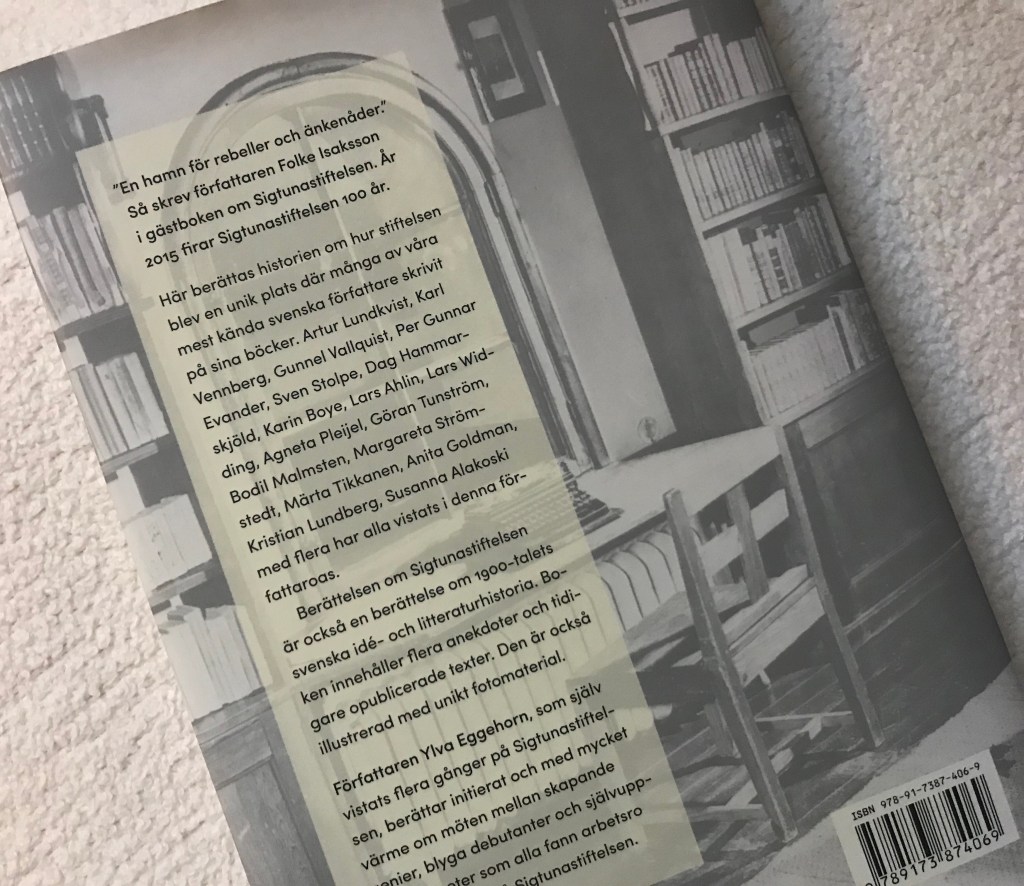 "En hamn för rebeller och änkenåder."
Så skrev författaren Folke Isaksson
i gästboken om Sigtunastiftelsen. År
2015 firar Sigtunastiftelsen 100 år.
Här berättas historien om hur stiftelsen
blev en unik plats där många av våra
mest kända svenska författare skrivit
på sina böcker. Artur Lundkvist, Karl
Vennberg, Gunnel Vallquist, Per Gunnar
Evander, Sven Stolpe, Dag Hammar-
skjöld, Karin Boye, Lars Ahlin, Lars Wid-
ding, Agneta Pleijel, Göran Tunström,
Bodil Malmsten, Margareta Ström-
stedt, Märta Tikkanen, Anita Goldman,
Kristian Lundberg, Susanna Alakoski
med flera har alla vistats i denna för-
fattaroas.
Berättelsen om Sigtunastiftelsen
är också en berättelse om 1900-talets
svenska idé- och litteraturhistoria. Bo-
ken innehåller flera anekdoter och tidi-
gare opublicerade texter. Den är också
illustrerad med unikt fotomaterial.
Författaren Ylva Eggehorn, som själv
vistats flera gånger på Sigtunastiftel-
sen, berättar initierat och med mycket
värme om möten mellan skapande
enier, blyga debutanter och självupp-
eter som alla fann arbetsro
Sigtunastiftelsen.
ISBN 978-91-7387-406-9
9 789173 874069